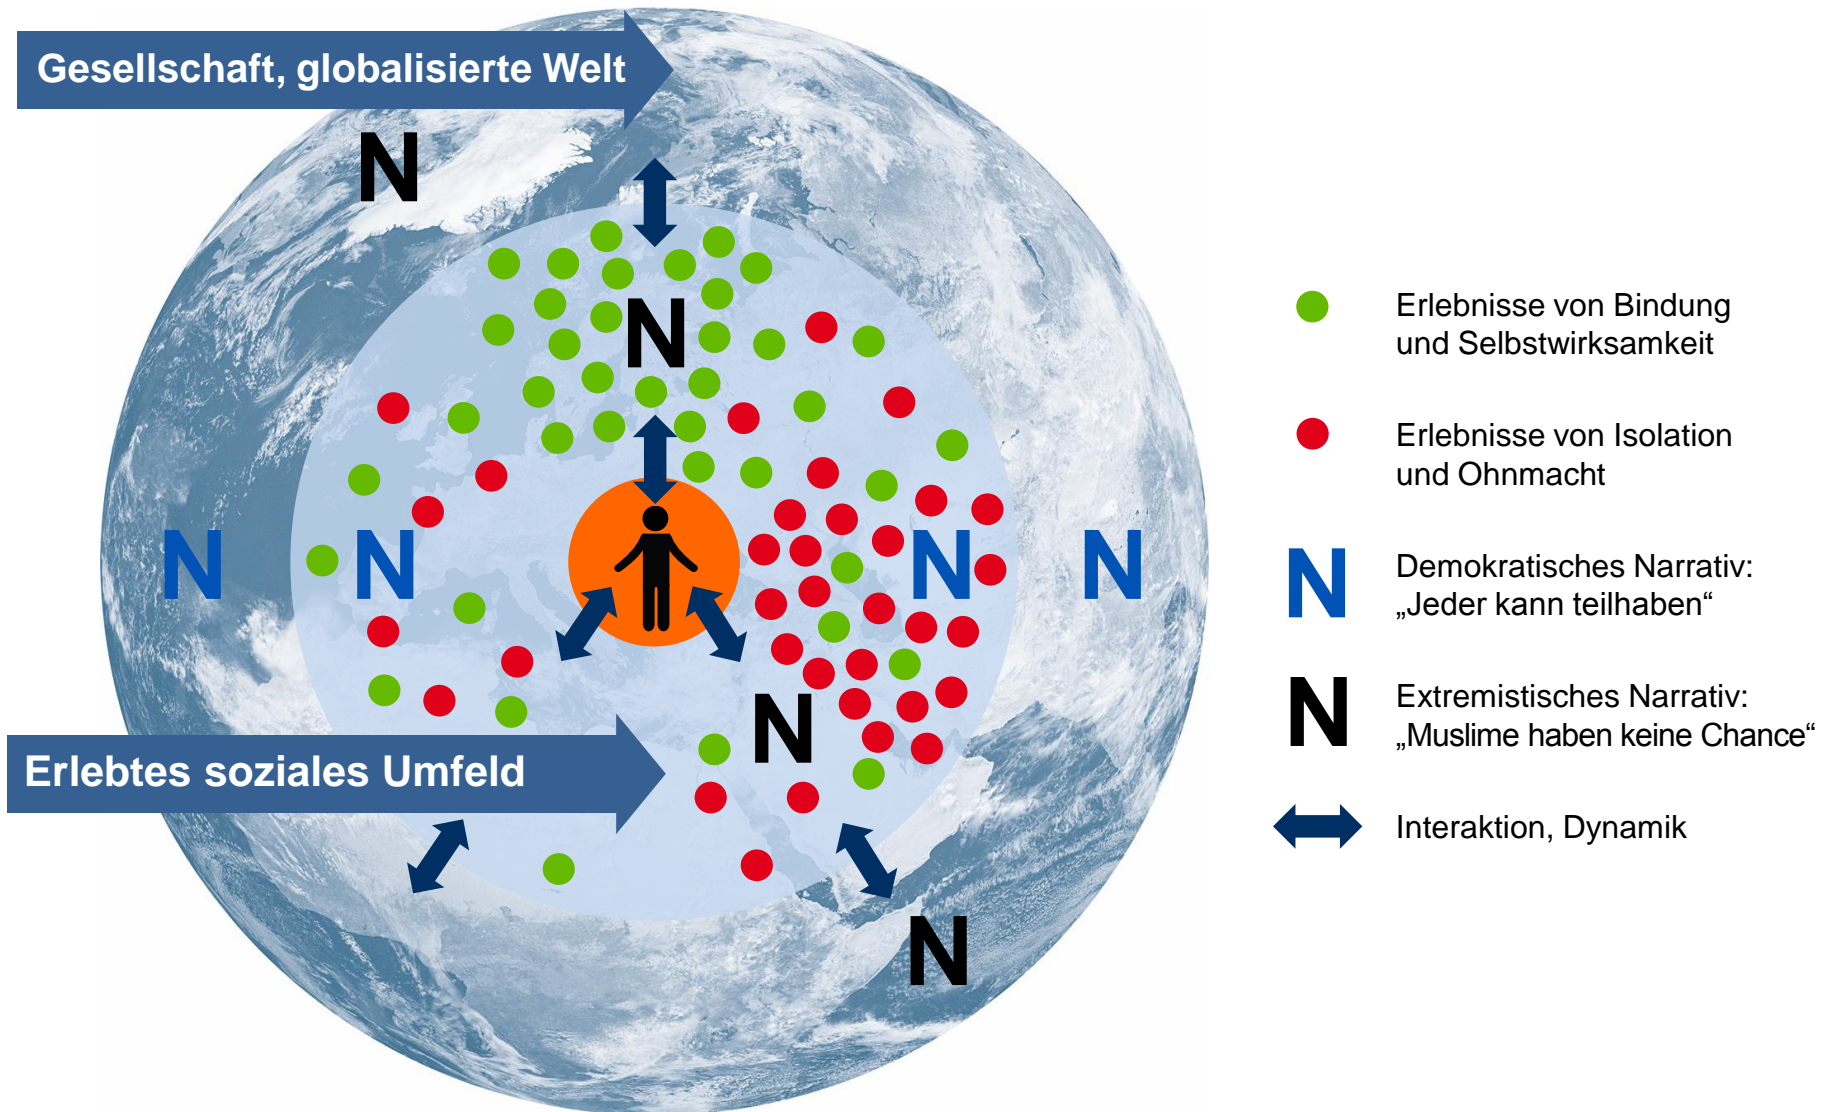 Gesellschaft, globalisierte Welt
N
N
N
N
N
N
N
N
Erlebtes soziales Umfeld
Erlebnisse von Bindung
und Selbstwirksamkeit
Erlebnisse von Isolation
und Ohnmacht
N
Demokratisches Narrativ:
„Jeder kann teilhaben“
N
Extremistisches Narrativ:
„Muslime haben keine Chance“
Interaktion, Dynamik